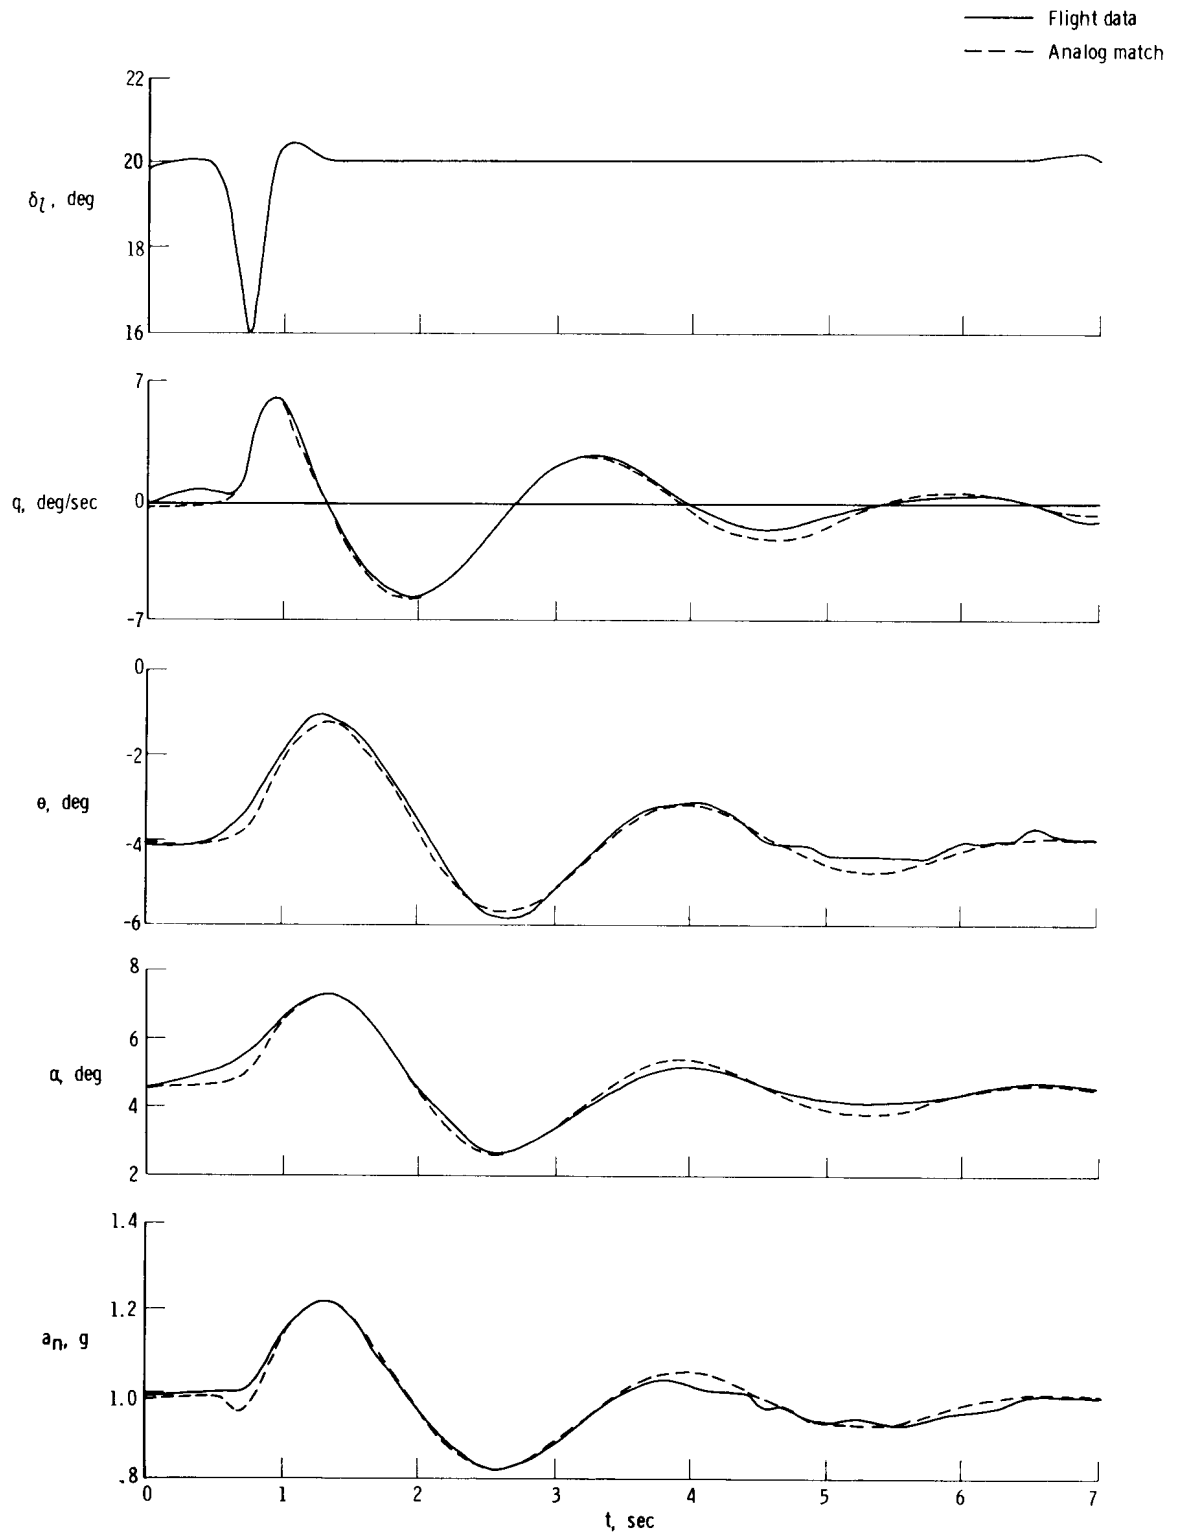 Flight data
Analog match
22
20
δl, deg
18
16
7
q, deg/sec
0
-7
0
-2
θ, deg
-4
-6
8
6
α, deg
4
2
1.4
1.2
an, g
1.0
.8
0 1 2 3 4 5 6 7
t, sec